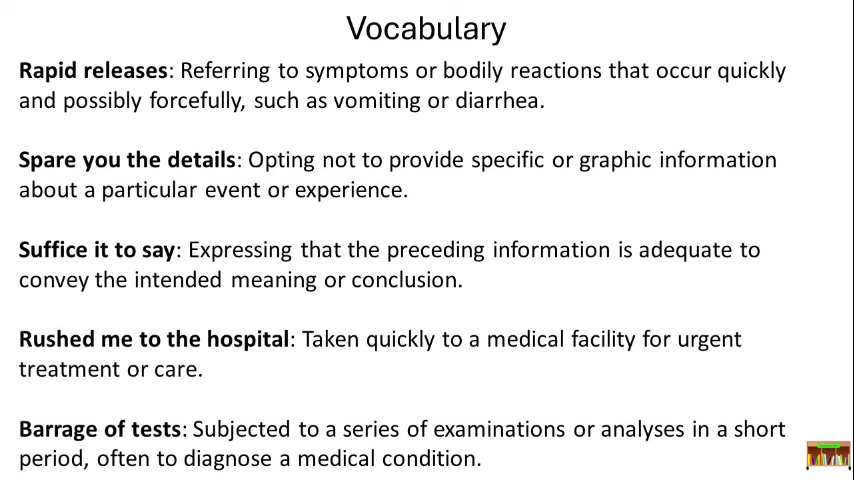 Vocabulary
Rapid releases: Referring to symptoms or bodily reactions that occur quickly
and possibly forcefully, such as vomiting or diarrhea.
Spare you the details: Opting not to provide specific or graphic information
about a particular event or experience.
Suffice it to say: Expressing that the preceding information is adequate to
convey the intended meaning or conclusion.
Rushed me to the hospital: Taken quickly to a medical facility for urgent
treatment or care.
Barrage of tests: Subjected to a series of examinations or analyses in a short
period, often to diagnose a medical condition.